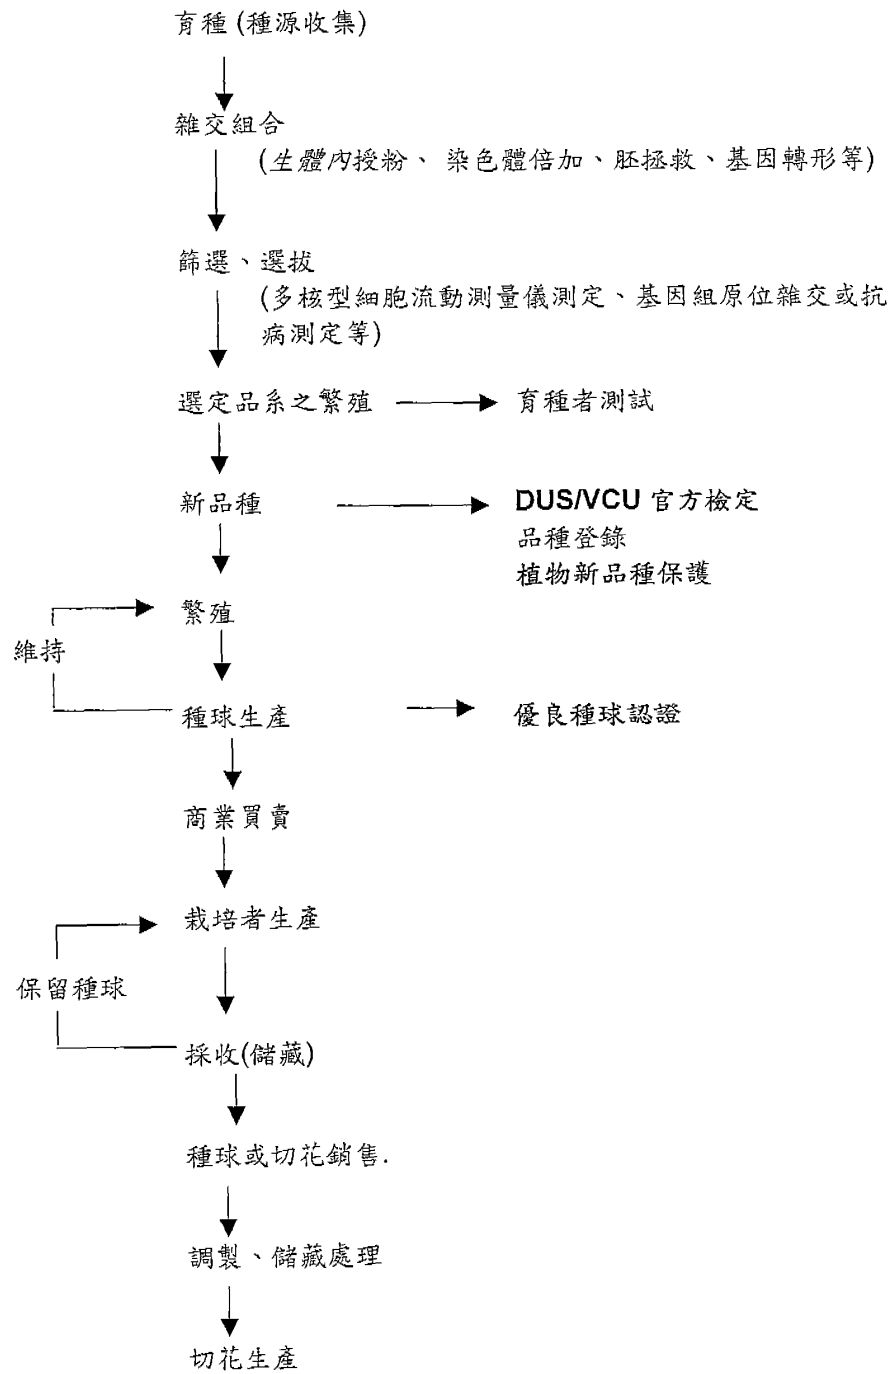 育種 (種源收集)
雜交組合
(生體內授粉、 染色體倍加、胚拯救、基因轉形等)
篩選、選拔
(多核型細胞流動測量儀測定、基因組原位雜交或抗
病測定等)
選定品系之繁殖
育種者測試
新品種
DUS/VCU 官方檢定
品種登錄
植物新品種保護
繁殖
維持
種球生產
優良種球認證
商業買賣
栽培者生產
保留種球
採收(儲藏)
種球或切花銷售.
調製、儲藏處理
切花生產